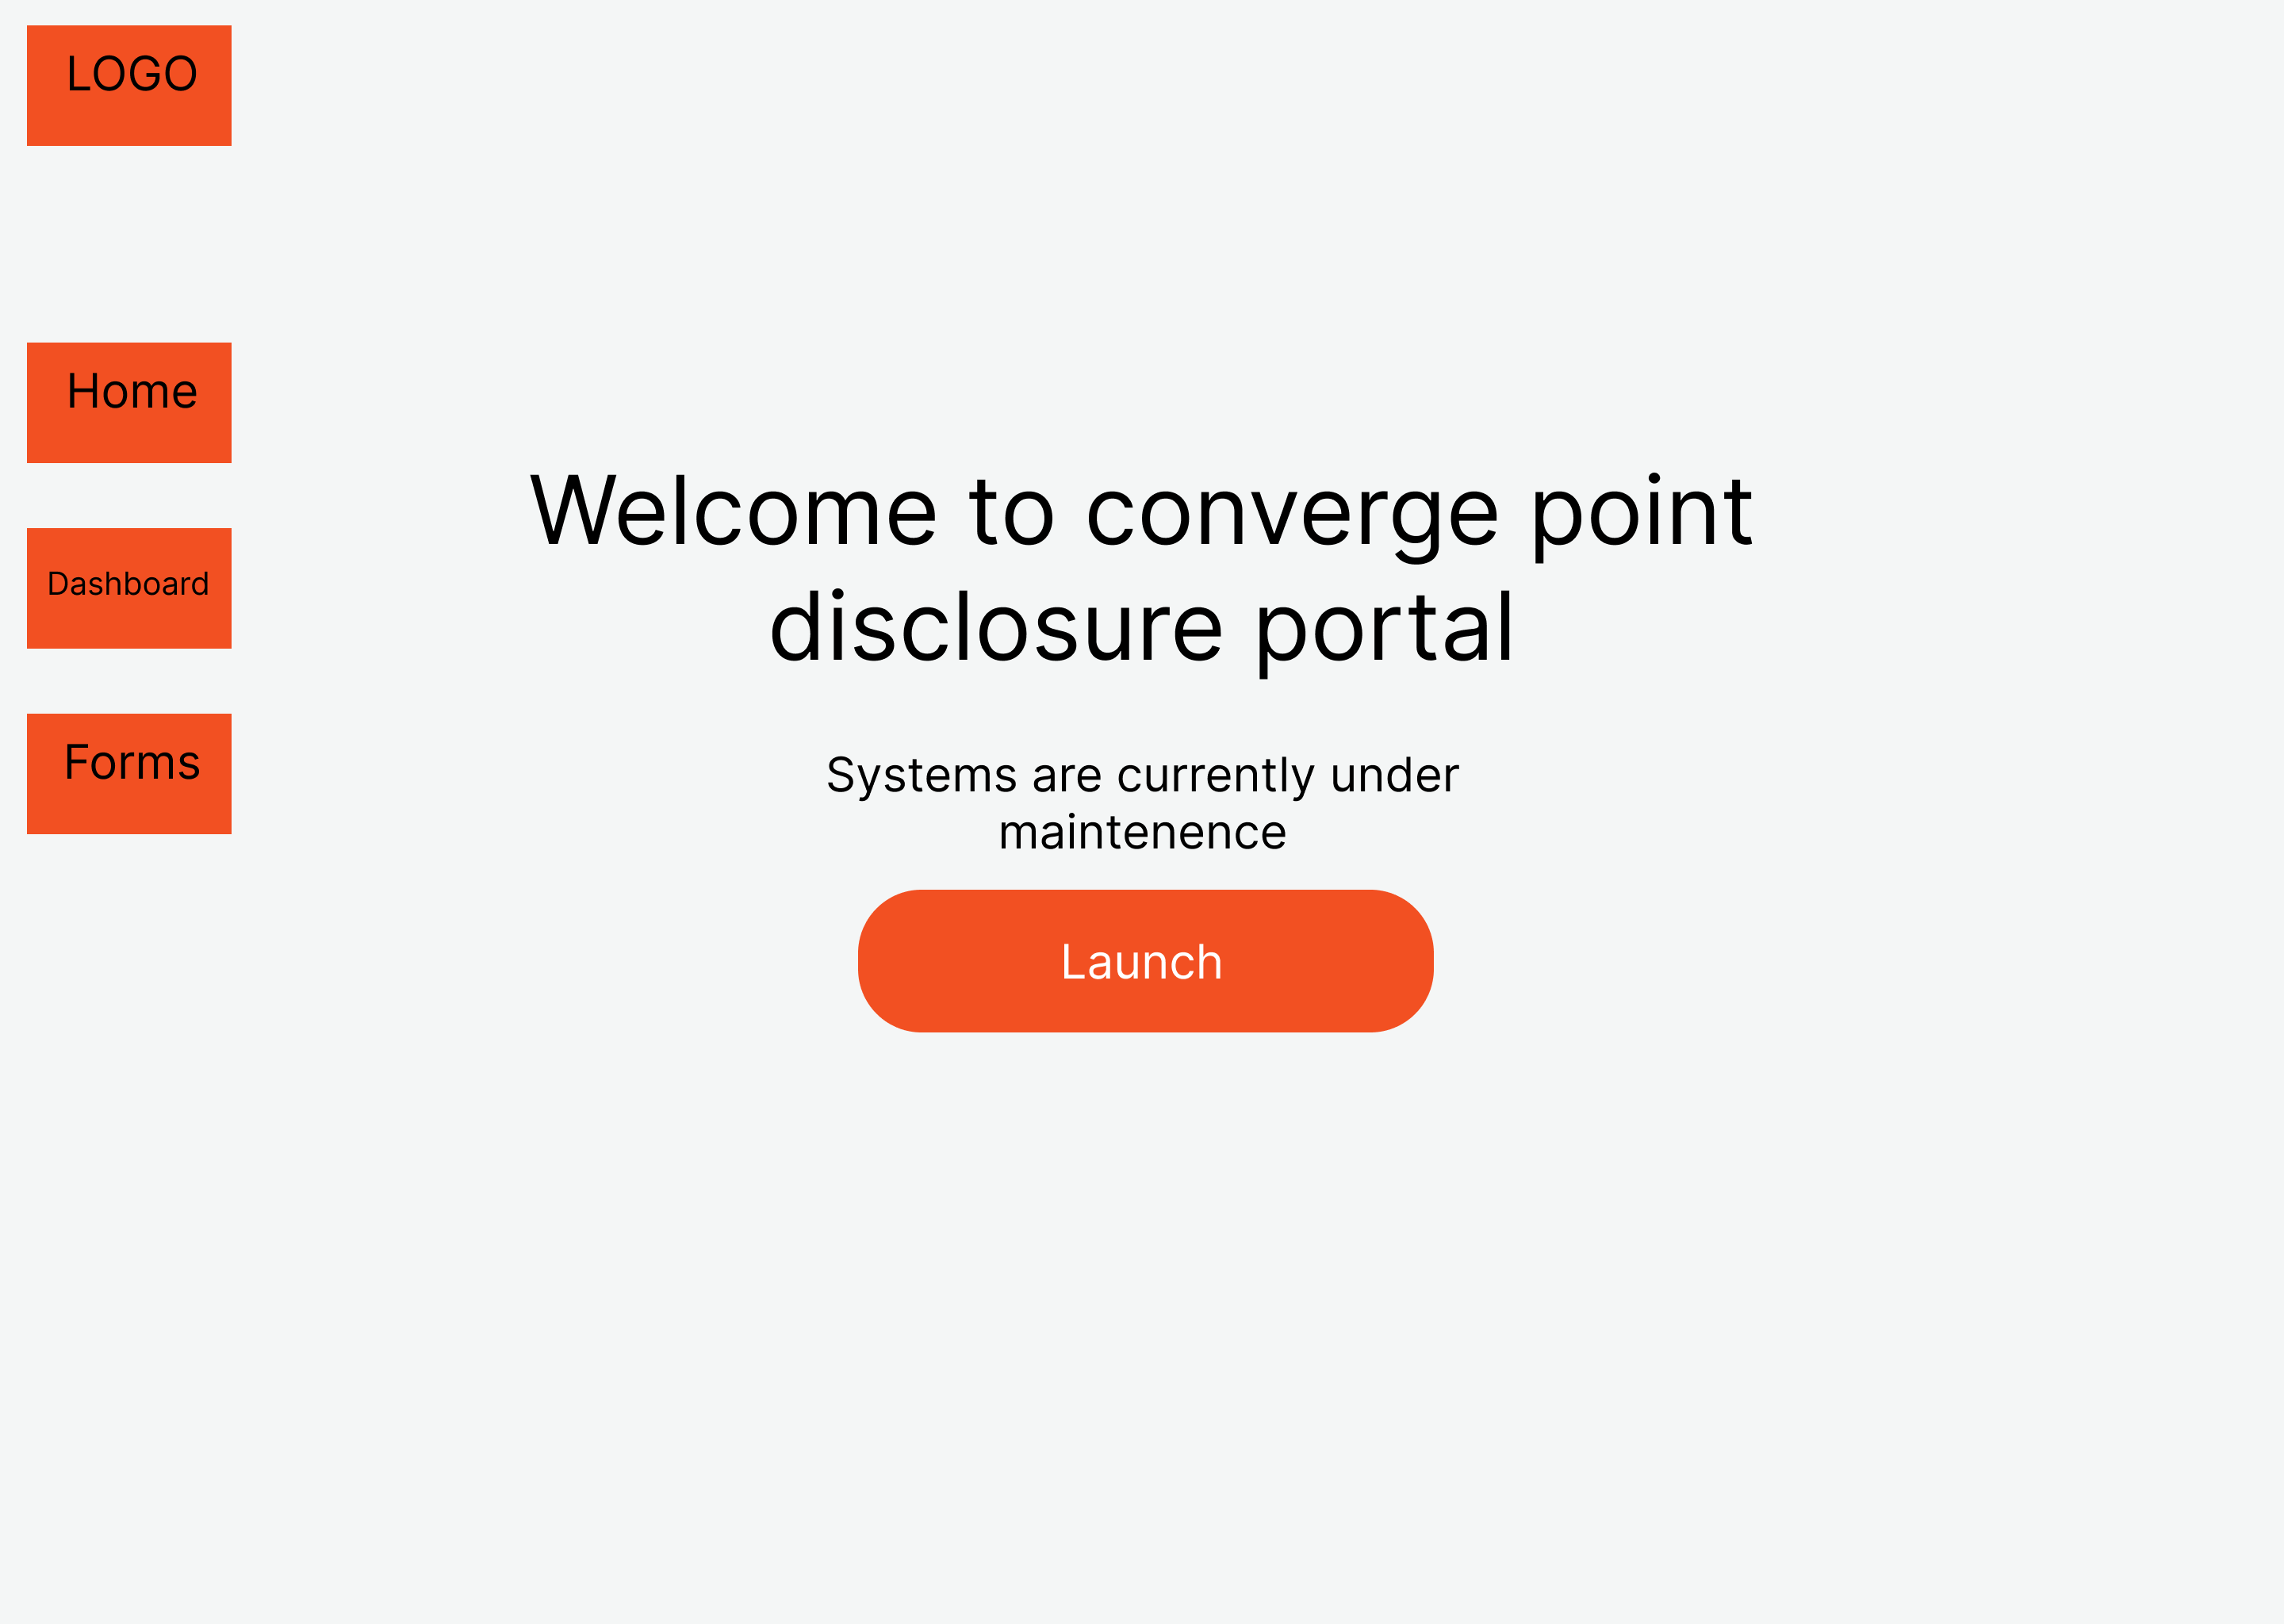 LOGO
Home
Dashboard
Forms
Welcome to converge point
disclosure portal
Systems are currently under
maintenence
Launch